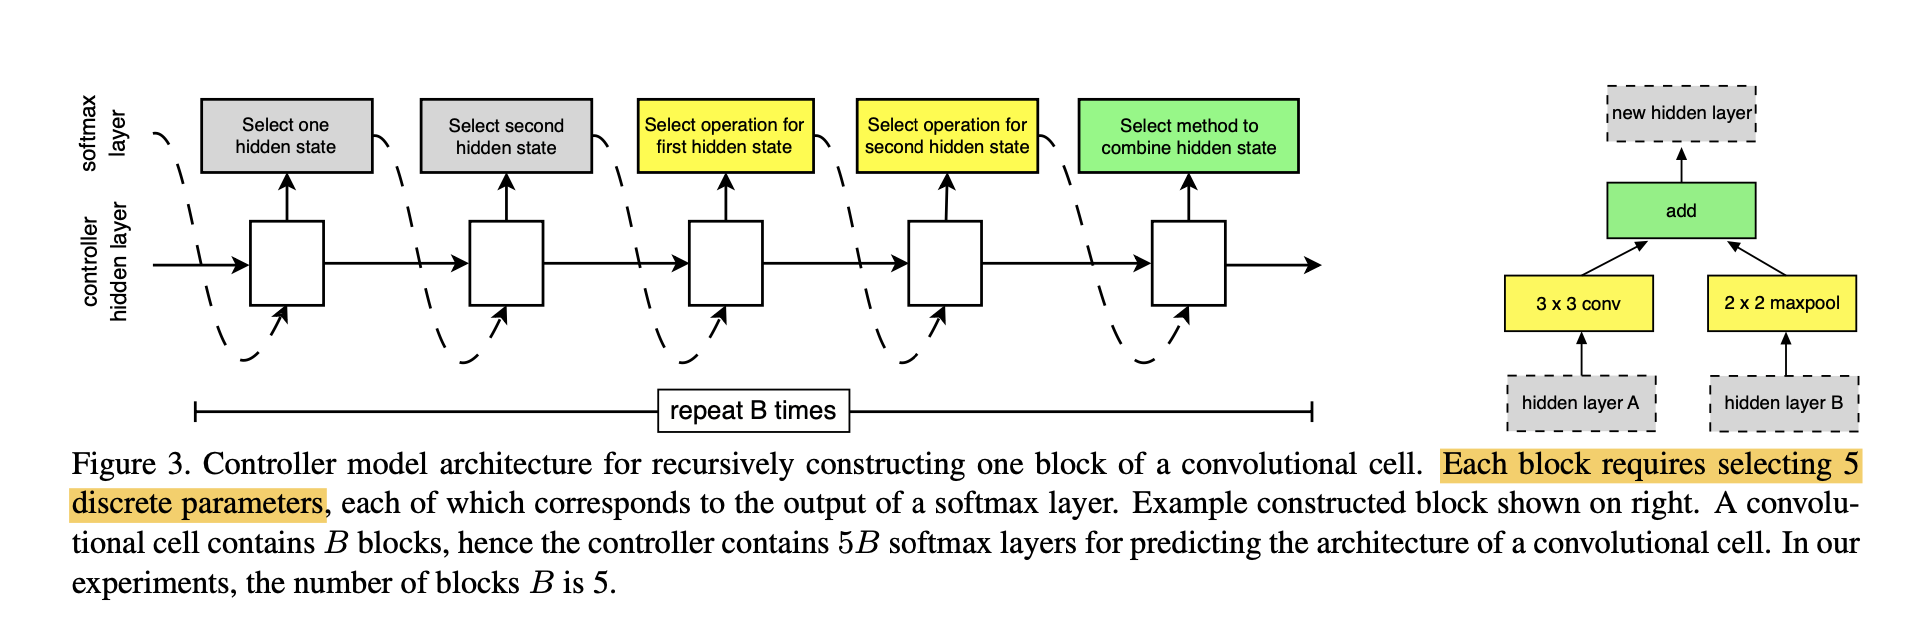 softmax
layer
controller
hidden layer
Select one
hidden state
Select second
hidden state
Select operation for
first hidden state
Select operation for
second hidden state
Select method to
combine hidden state
repeat B times
new hidden layer
add
3 x 3 conv
2 x 2 maxpool
hidden layer A
hidden layer B
Figure 3. Controller model architecture for recursively constructing one block of a convolutional cell. Each block requires selecting 5
discrete parameters, each of which corresponds to the output of a softmax layer. Example constructed block shown on right. A convolu-
tional cell contains B blocks, hence the controller contains 5B softmax layers for predicting the architecture of a convolutional cell. In our
experiments, the number of blocks B is 5.